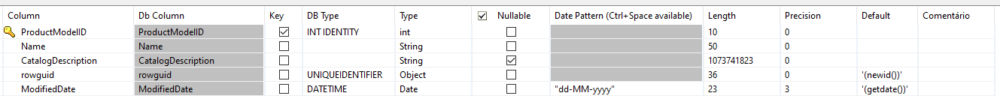 Column Db Column Key DB Type Type Nullable Date Pattern (Ctrl+Space available) Length Precision Default Comentário
ProductModelID ProductModelID INT IDENTITY int 10 0
Name Name String 50 0
CatalogDescription CatalogDescription String 1073741823
rowguid rowguid UNIQUEIDENTIFIER Object 36 0 '(newid())'
ModifiedDate ModifiedDate DATETIME Date "dd-MM-yyyy" 23 3 '(getdate())'